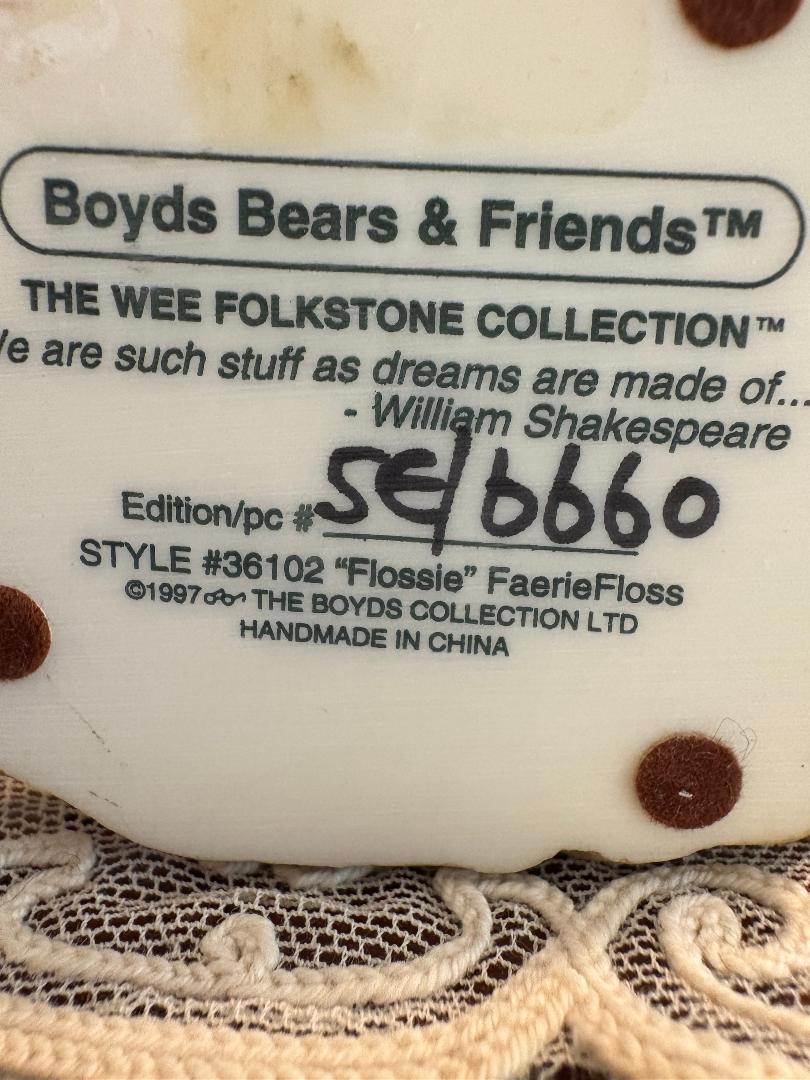 Boyds Bears & Friends™
THE WEE FOLKSTONE COLLECTION™
We are such stuff as dreams are made of...
- William Shakespeare
Edition/pc # 5E/6660
STYLE #36102 "Flossie" FaerieFloss
©1997 THE BOYDS COLLECTION LTD
HANDMADE IN CHINA